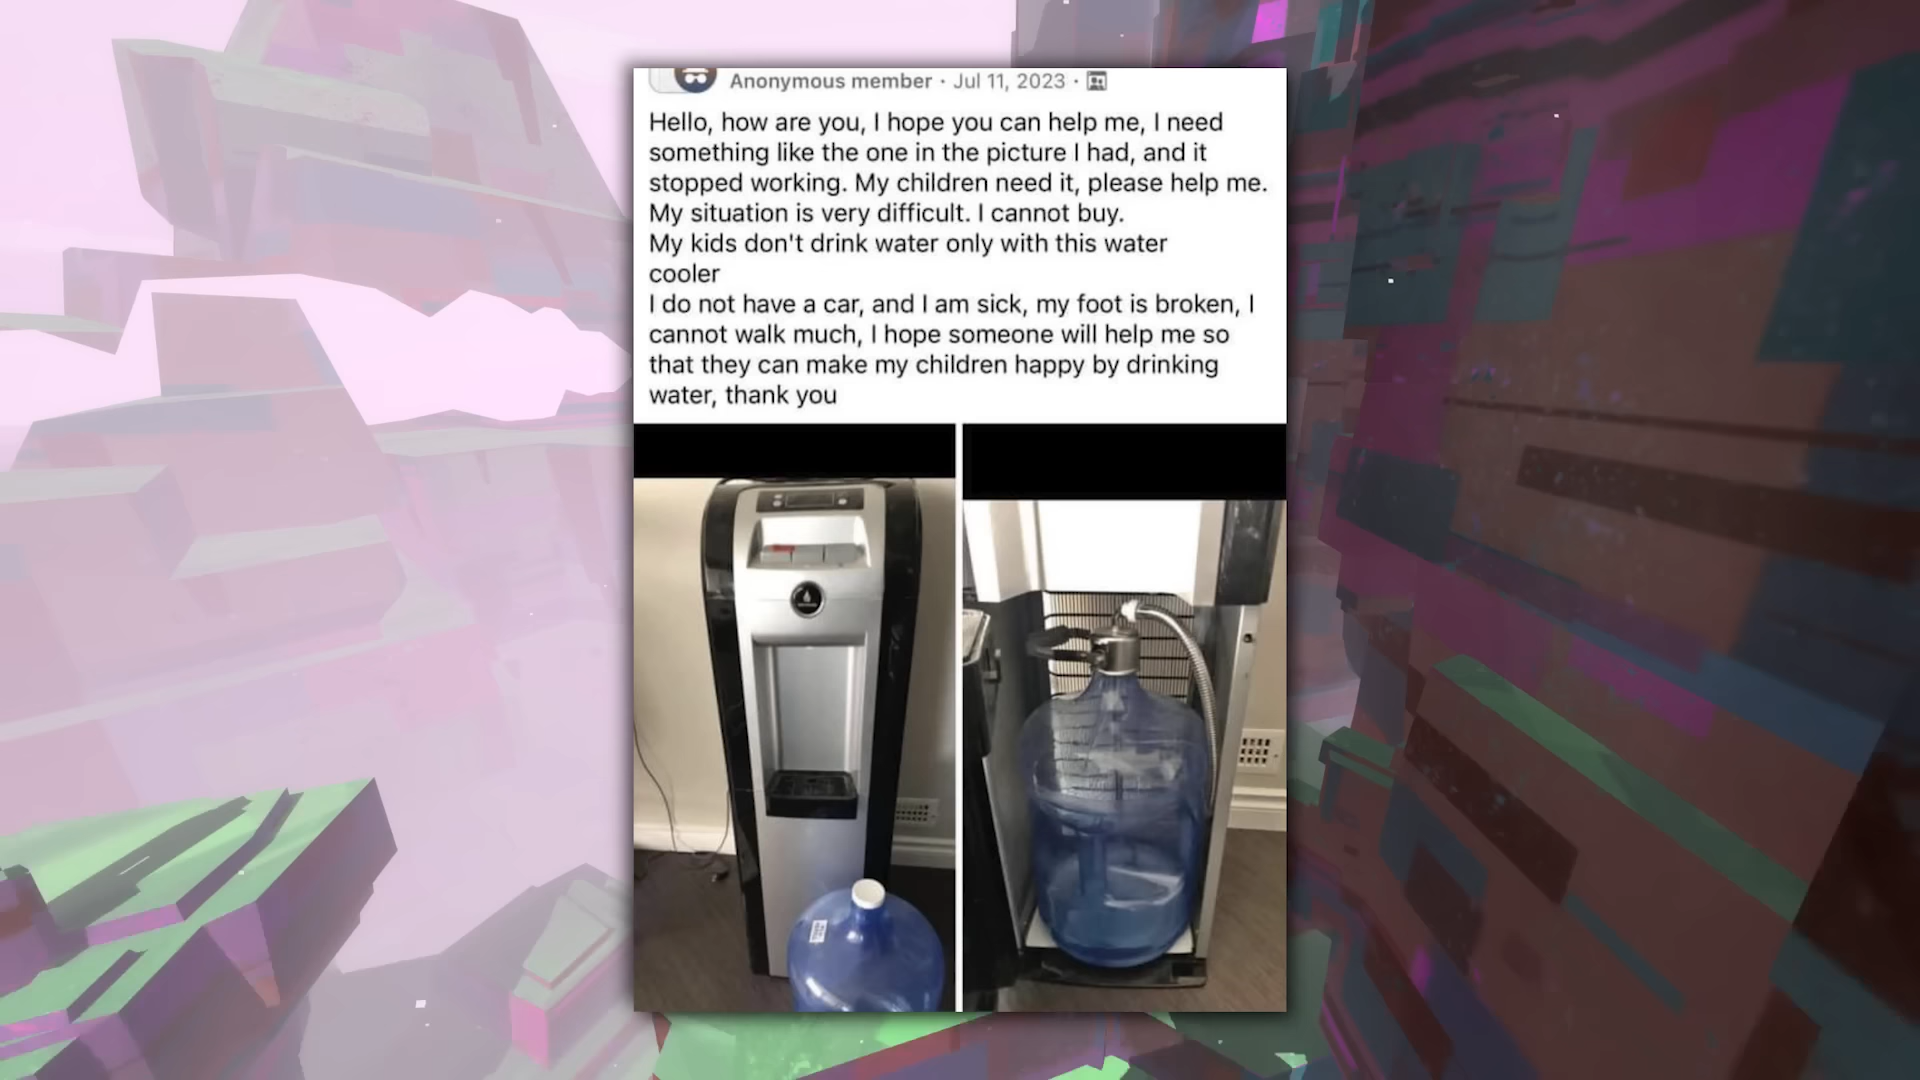 Anonymous member · Jul 11, 2023 ·
Hello, how are you, I hope you can help me, I need
something like the one in the picture I had, and it
stopped working. My children need it, please help me.
My situation is very difficult. I cannot buy.
My kids don't drink water only with this water
cooler
I do not have a car, and I am sick, my foot is broken, I
cannot walk much, I hope someone will help me so
that they can make my children happy by drinking
water, thank you